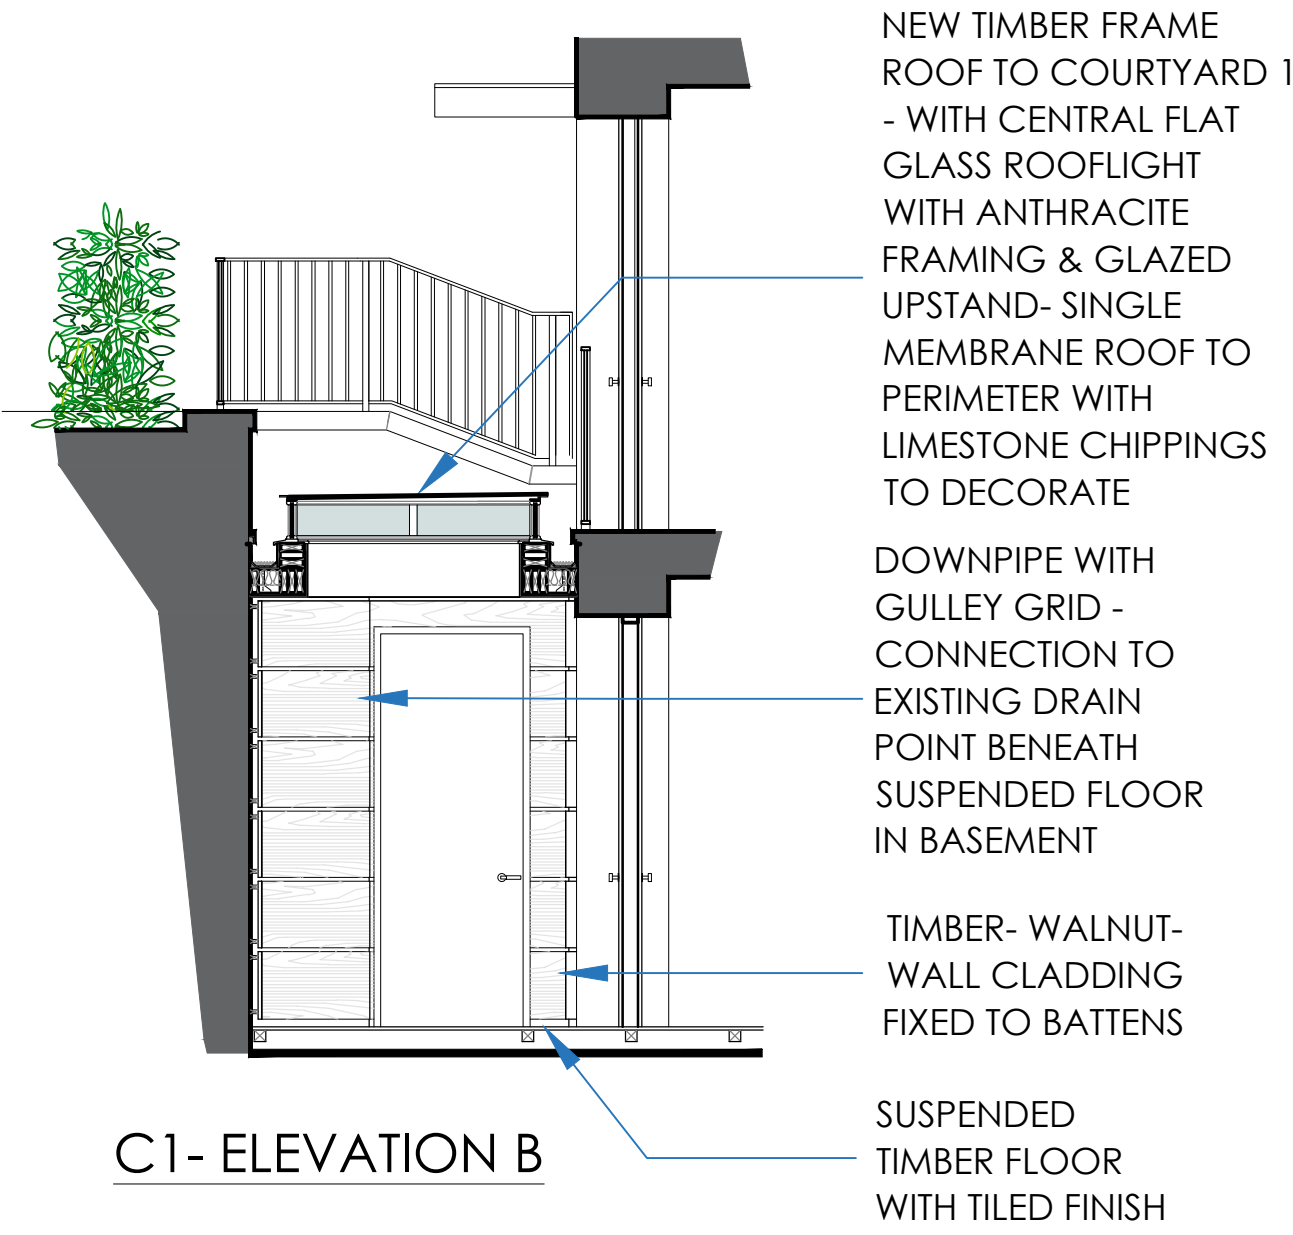 NEW TIMBER FRAME
ROOF TO COURTYARD 1
- WITH CENTRAL FLAT
GLASS ROOFLIGHT
WITH ANTHRACITE
FRAMING & GLAZED
UPSTAND- SINGLE
MEMBRANE ROOF TO
PERIMETER WITH
LIMESTONE CHIPPINGS
TO DECORATE
DOWNPIPE WITH
GULLEY GRID -
CONNECTION TO
EXISTING DRAIN
POINT BENEATH
SUSPENDED FLOOR
IN BASEMENT
TIMBER- WALNUT-
WALL CLADDING
FIXED TO BATTENS
SUSPENDED
TIMBER FLOOR
WITH TILED FINISH
C1- ELEVATION B